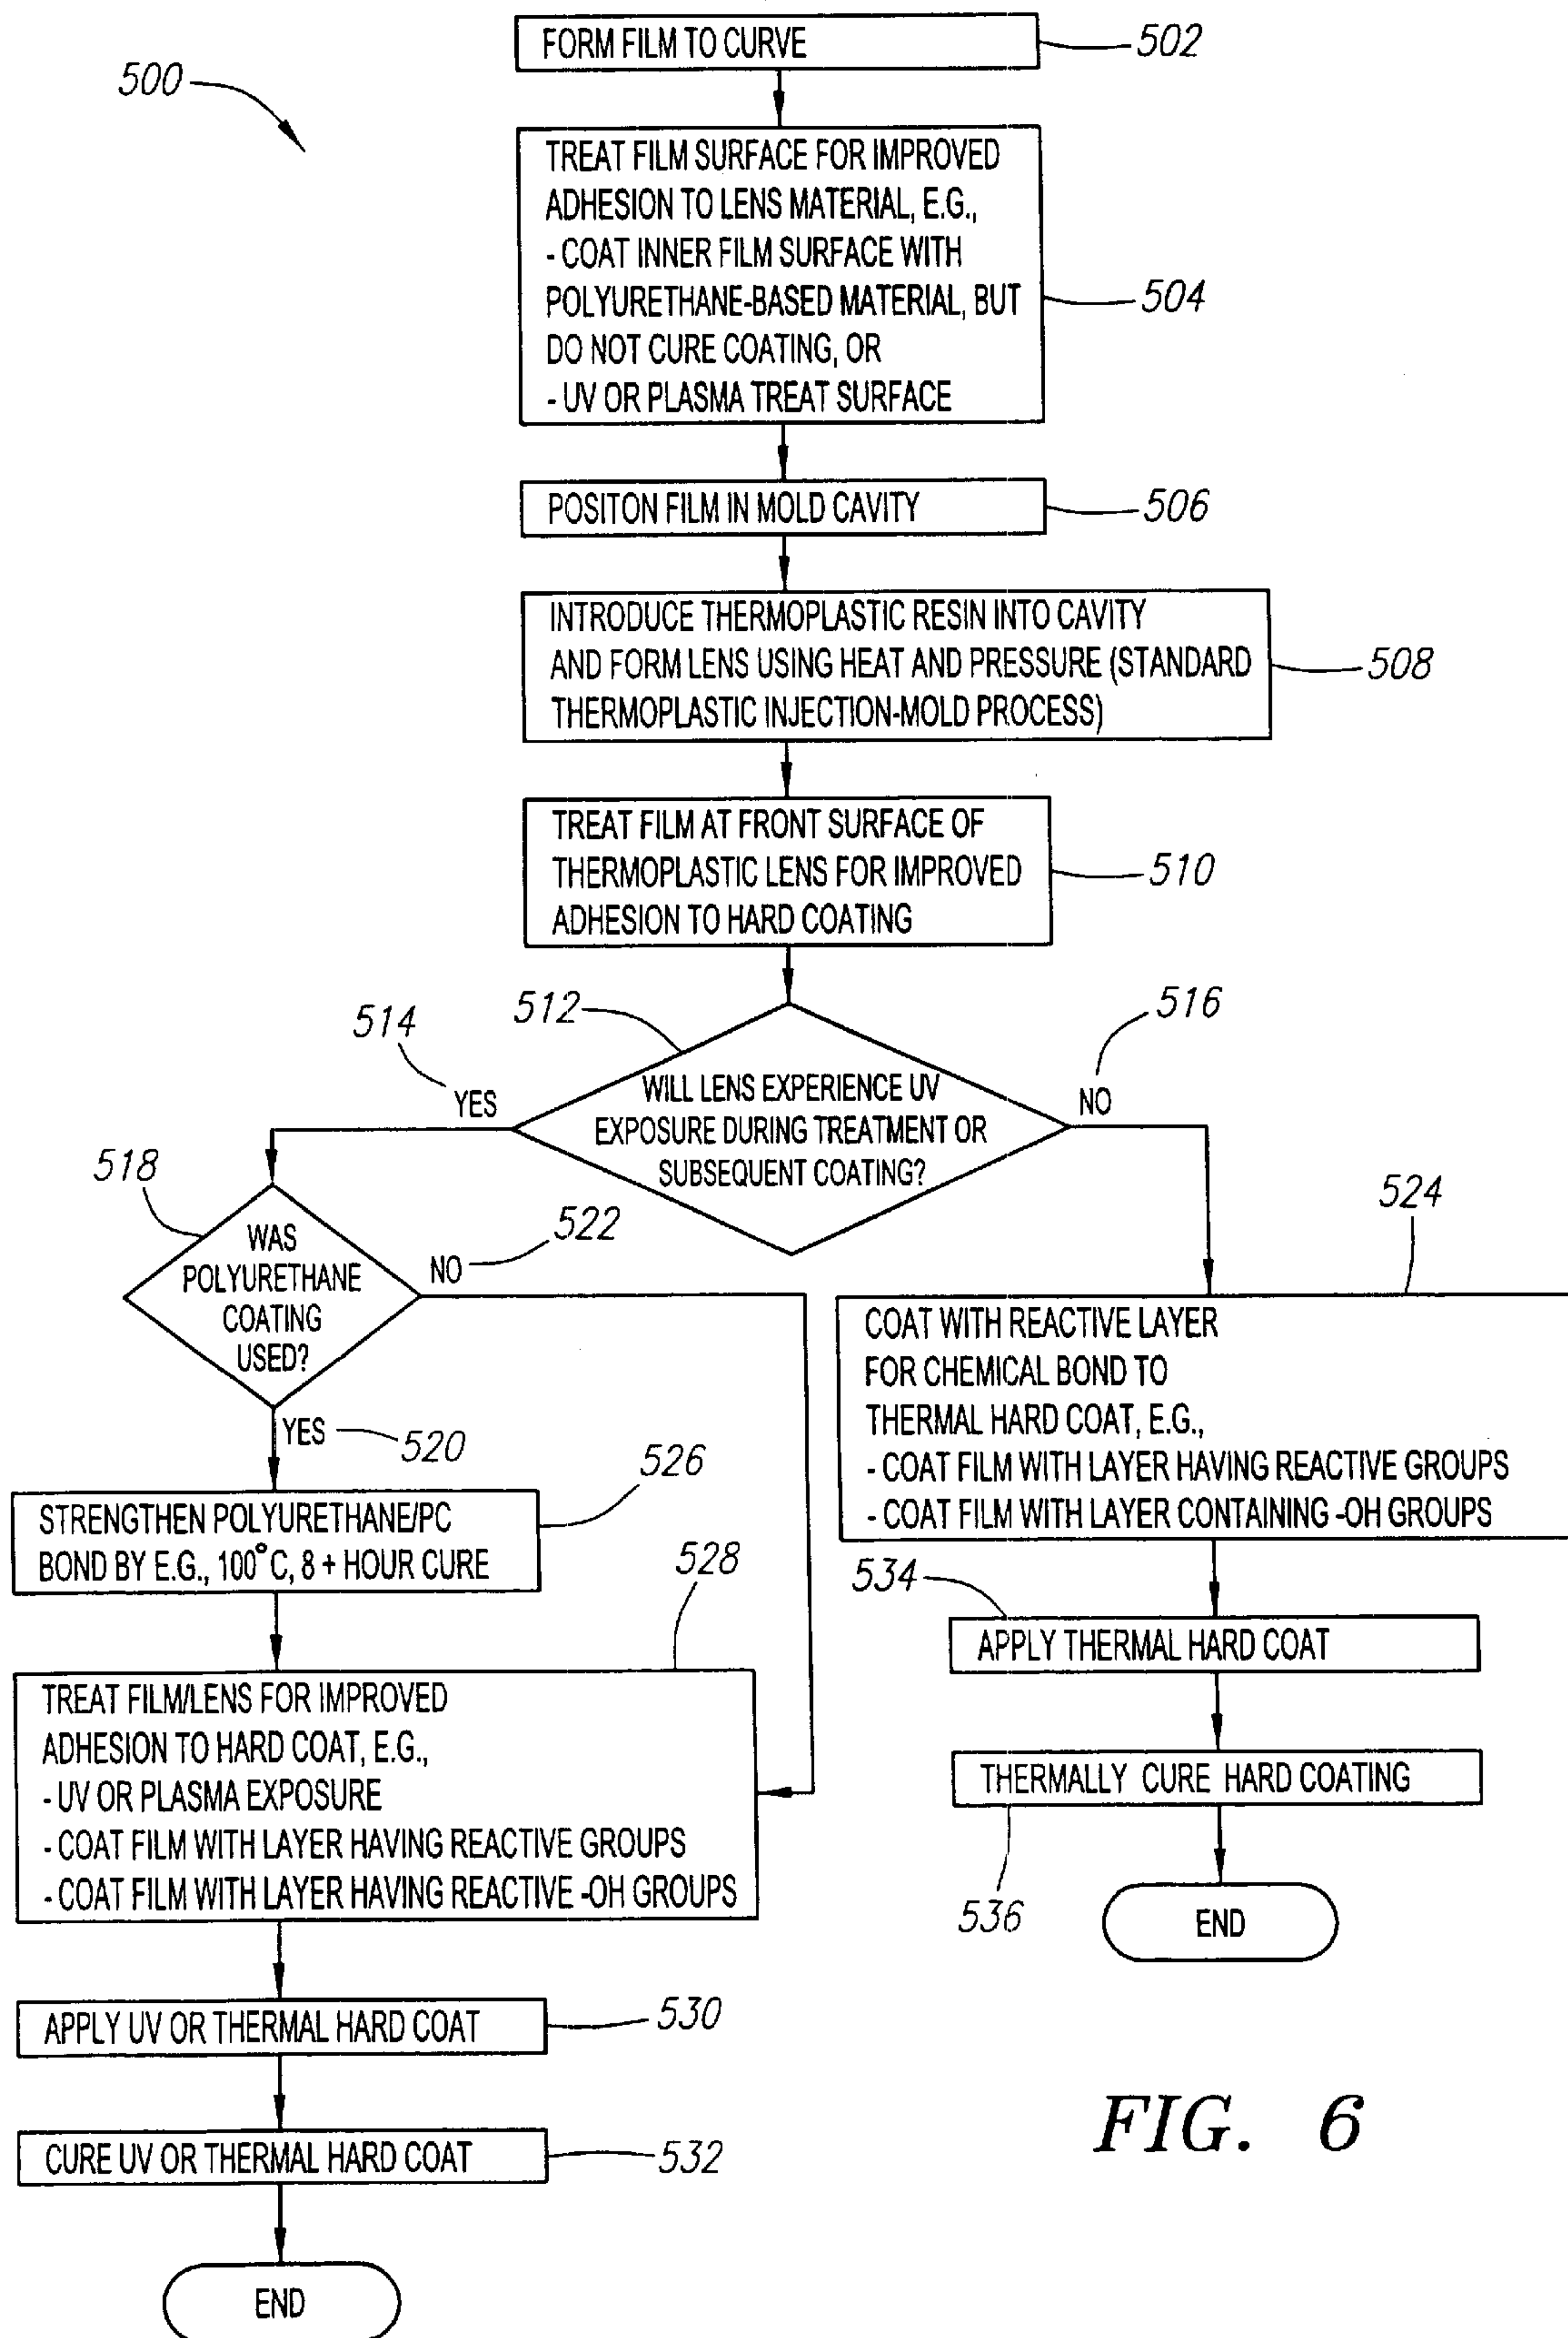 FORM FILM TO CURVE
502
500
TREAT FILM SURFACE FOR IMPROVED
ADHESION TO LENS MATERIAL, E.G.,
- COAT INNER FILM SURFACE WITH
POLYURETHANE-BASED MATERIAL, BUT
DO NOT CURE COATING, OR
- UV OR PLASMA TREAT SURFACE
504
POSITON FILM IN MOLD CAVITY
506
INTRODUCE THERMOPLASTIC RESIN INTO CAVITY
AND FORM LENS USING HEAT AND PRESSURE (STANDARD
THERMOPLASTIC INJECTION-MOLD PROCESS)
508
TREAT FILM AT FRONT SURFACE OF
THERMOPLASTIC LENS FOR IMPROVED
ADHESION TO HARD COATING
510
512
514
YES
516
NO
WILL LENS EXPERIENCE UV
EXPOSURE DURING TREATMENT OR
SUBSEQUENT COATING?
518
WAS
POLYURETHANE
COATING
USED?
NO
522
YES
520
524
COAT WITH REACTIVE LAYER
FOR CHEMICAL BOND TO
THERMAL HARD COAT, E.G.,
- COAT FILM WITH LAYER HAVING REACTIVE GROUPS
- COAT FILM WITH LAYER CONTAINING -OH GROUPS
STRENGTHEN POLYURETHANE/PC
BOND BY E.G., 100°C, 8 + HOUR CURE
526
528
TREAT FILM/LENS FOR IMPROVED
ADHESION TO HARD COAT, E.G.,
- UV OR PLASMA EXPOSURE
- COAT FILM WITH LAYER HAVING REACTIVE GROUPS
- COAT FILM WITH LAYER HAVING REACTIVE -OH GROUPS
534
APPLY THERMAL HARD COAT
THERMALLY CURE HARD COATING
536
END
APPLY UV OR THERMAL HARD COAT
530
CURE UV OR THERMAL HARD COAT
532
END
FIG. 6